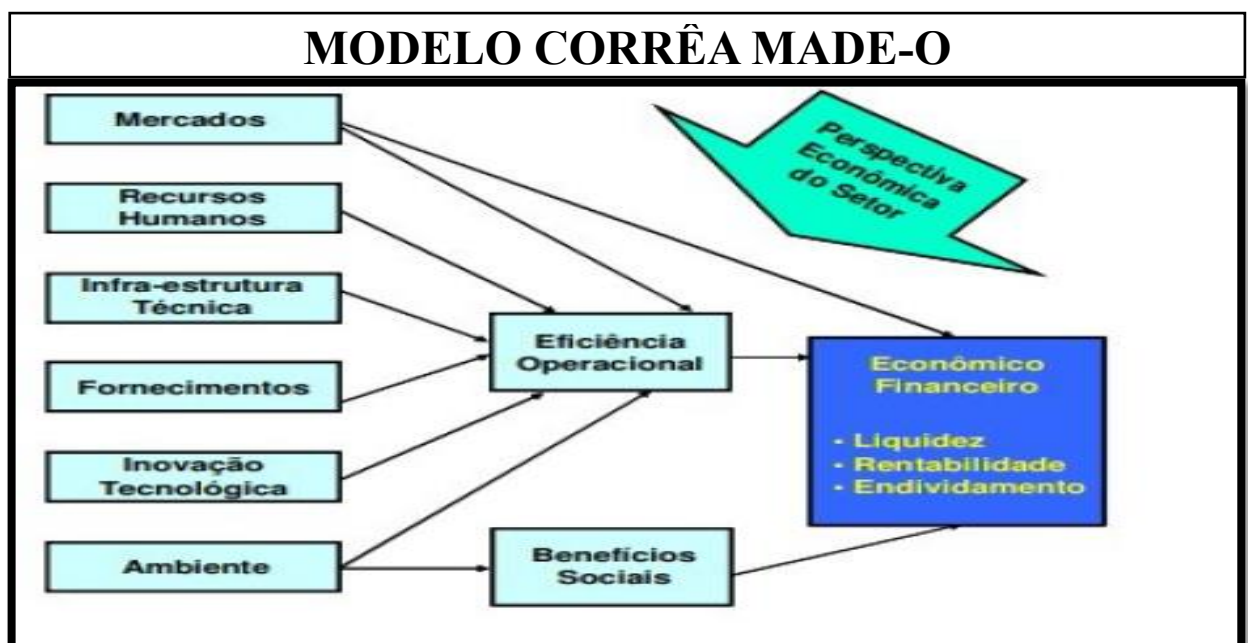 MODELO CORRÊA MADE-O
Mercados
Recursos
Humanos
Infra-estrutura
Técnica
Fornecimentos
Inovação
Tecnológica
Ambiente
Eficiência
Operacional
Benefícios
Sociais
Perspectiva
Econômica
do Setor
Econômico
Financeiro
- Liquidez
- Rentabilidade
- Endividamento